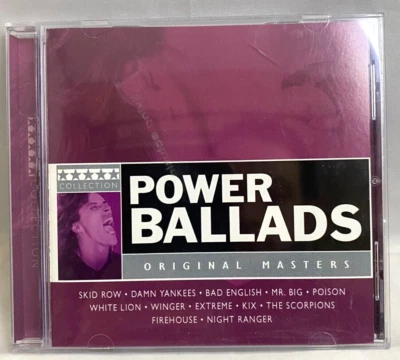 COLLECTION
POWER
BALLADS
ORIGINAL MASTERS
SKID ROW • DAMN YANKEES • BAD ENGLISH • MR. BIG • POISON
WHITE LION • WINGER • EXTREME • KIX • THE SCORPIONS
FIREHOUSE • NIGHT RANGER